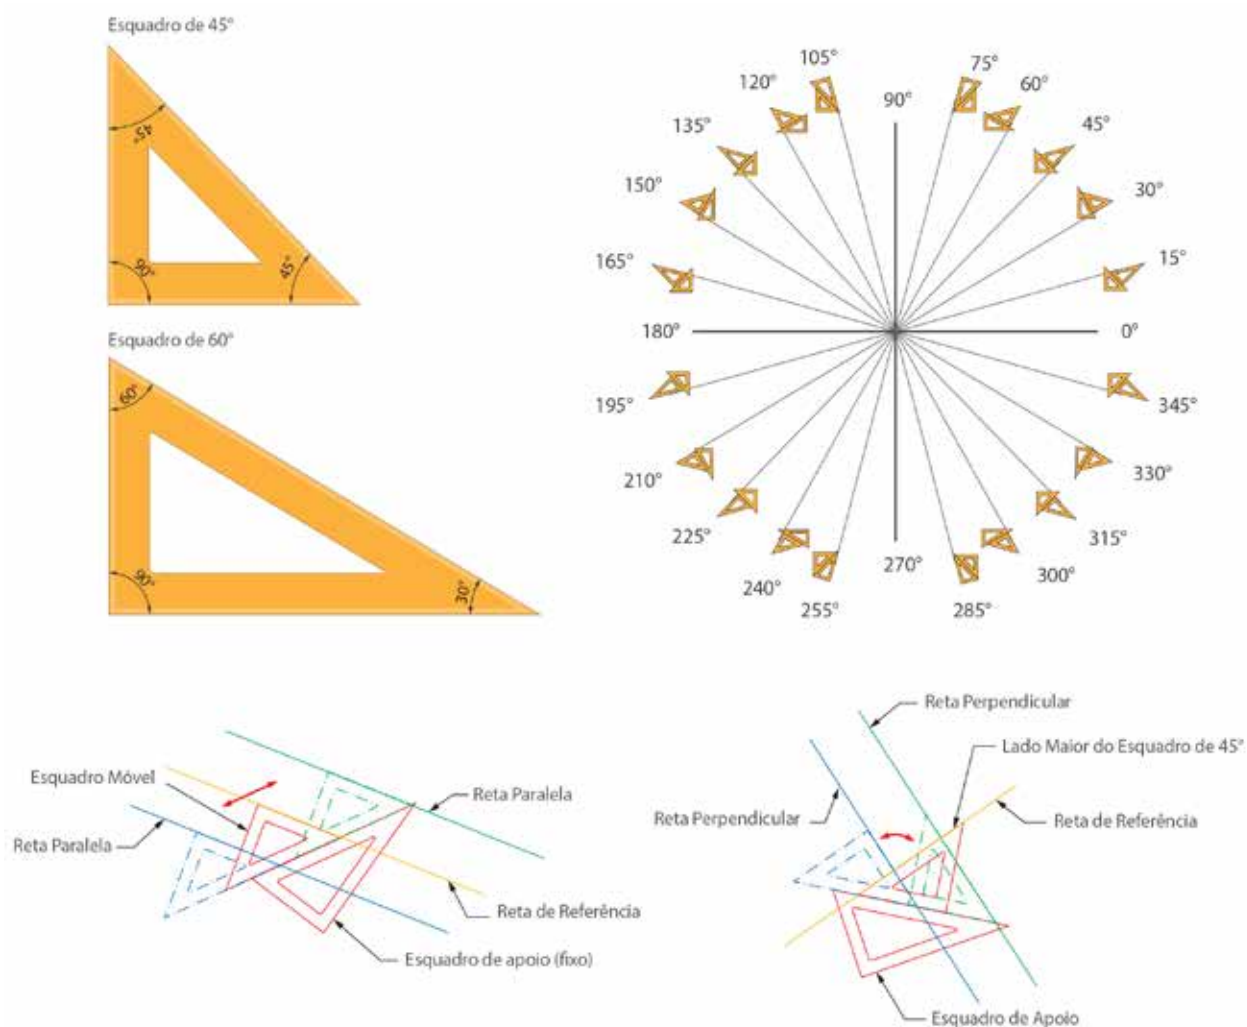 Esquadro de 45°
45°
90°
45°
Esquadro de 60°
60°
90°
30°
105°
75°
120°
90°
60°
135°
45°
150°
30°
165°
15°
180°
0°
195°
345°
210°
330°
225°
315°
240°
270°
300°
255°
285°
Esquadro Móvel
Reta Paralela
Reta Paralela
Reta de Referência
Esquadro de apoio (fixo)
Reta Perpendicular
Lado Maior do Esquadro de 45°
Reta Perpendicular
Reta de Referência
Esquadro de Apoio